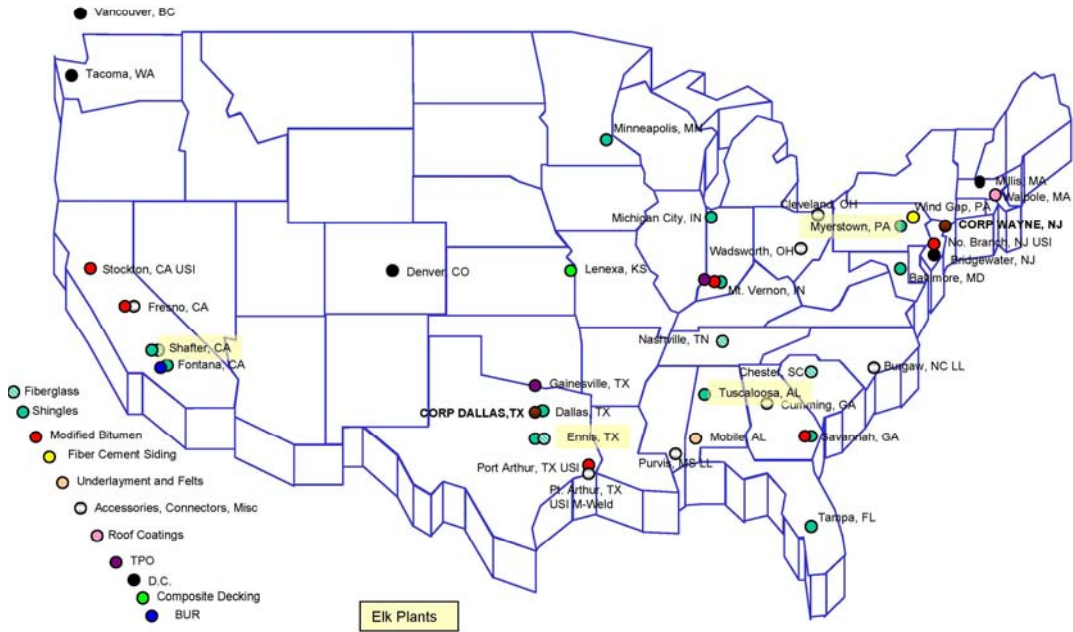 Vancouver, BC
Tacoma, WA
Minneapolis, MN
Millis, MA
Walpole, MA
Cleveland, OH
Wind Gap, PA
Michigan City, IN
Myerstown, PA
CORP WAYNE, NJ
No. Branch, NJ USI
Wadsworth, OH
Bridgewater, NJ
Stockton, CA USI
Denver, CO
Lenexa, KS
Baltimore, MD
Mt. Vernon, IN
Fresno, CA
Nashville, TN
Shafter, CA
Fontana, CA
Chester, SC
Burgaw, NC LL
Gainesville, TX
Tuscaloosa, AL
Cumming, GA
CORP DALLAS,TX
Dallas, TX
Ennis, TX
Mobile, AL
Savannah, GA
Purvis, MS LL
Port Arthur, TX USI
Pt. Arthur, TX
USI M-Weld
Tampa, FL
Fiberglass
Shingles
Modified Bitumen
Fiber Cement Siding
Underlayment and Felts
Accessories, Connectors, Misc
Roof Coatings
TPO
D.C.
Composite Decking
BUR
Elk Plants